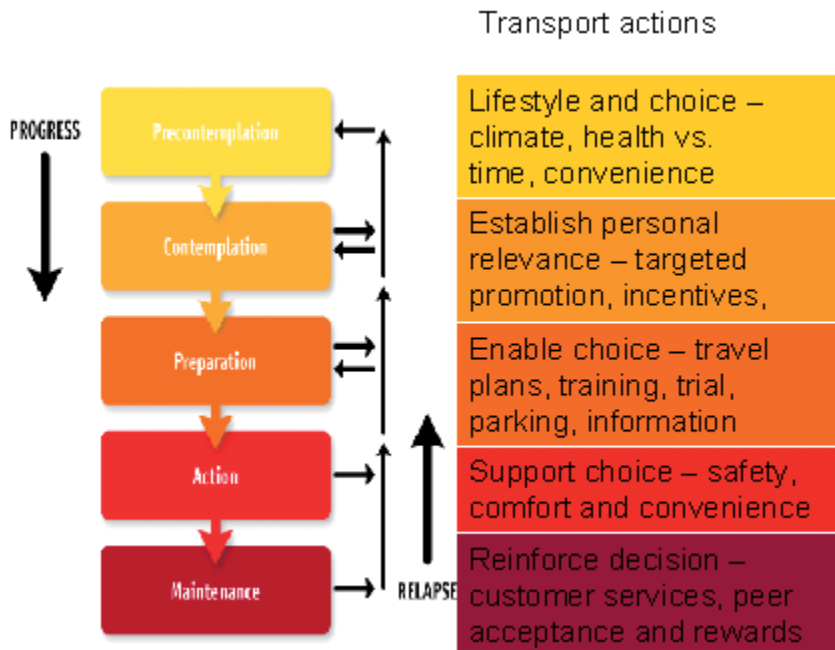 Transport actions
PROGRESS
Precontemplation
Contemplation
Preparation
Action
Maintenance
RELAPSE
Lifestyle and choice –
climate, health vs.
time, convenience
Establish personal
relevance – targeted
promotion, incentives,
Enable choice – travel
plans, training, trial,
parking, information
Support choice – safety,
comfort and convenience
Reinforce decision –
customer services, peer
acceptance and rewards